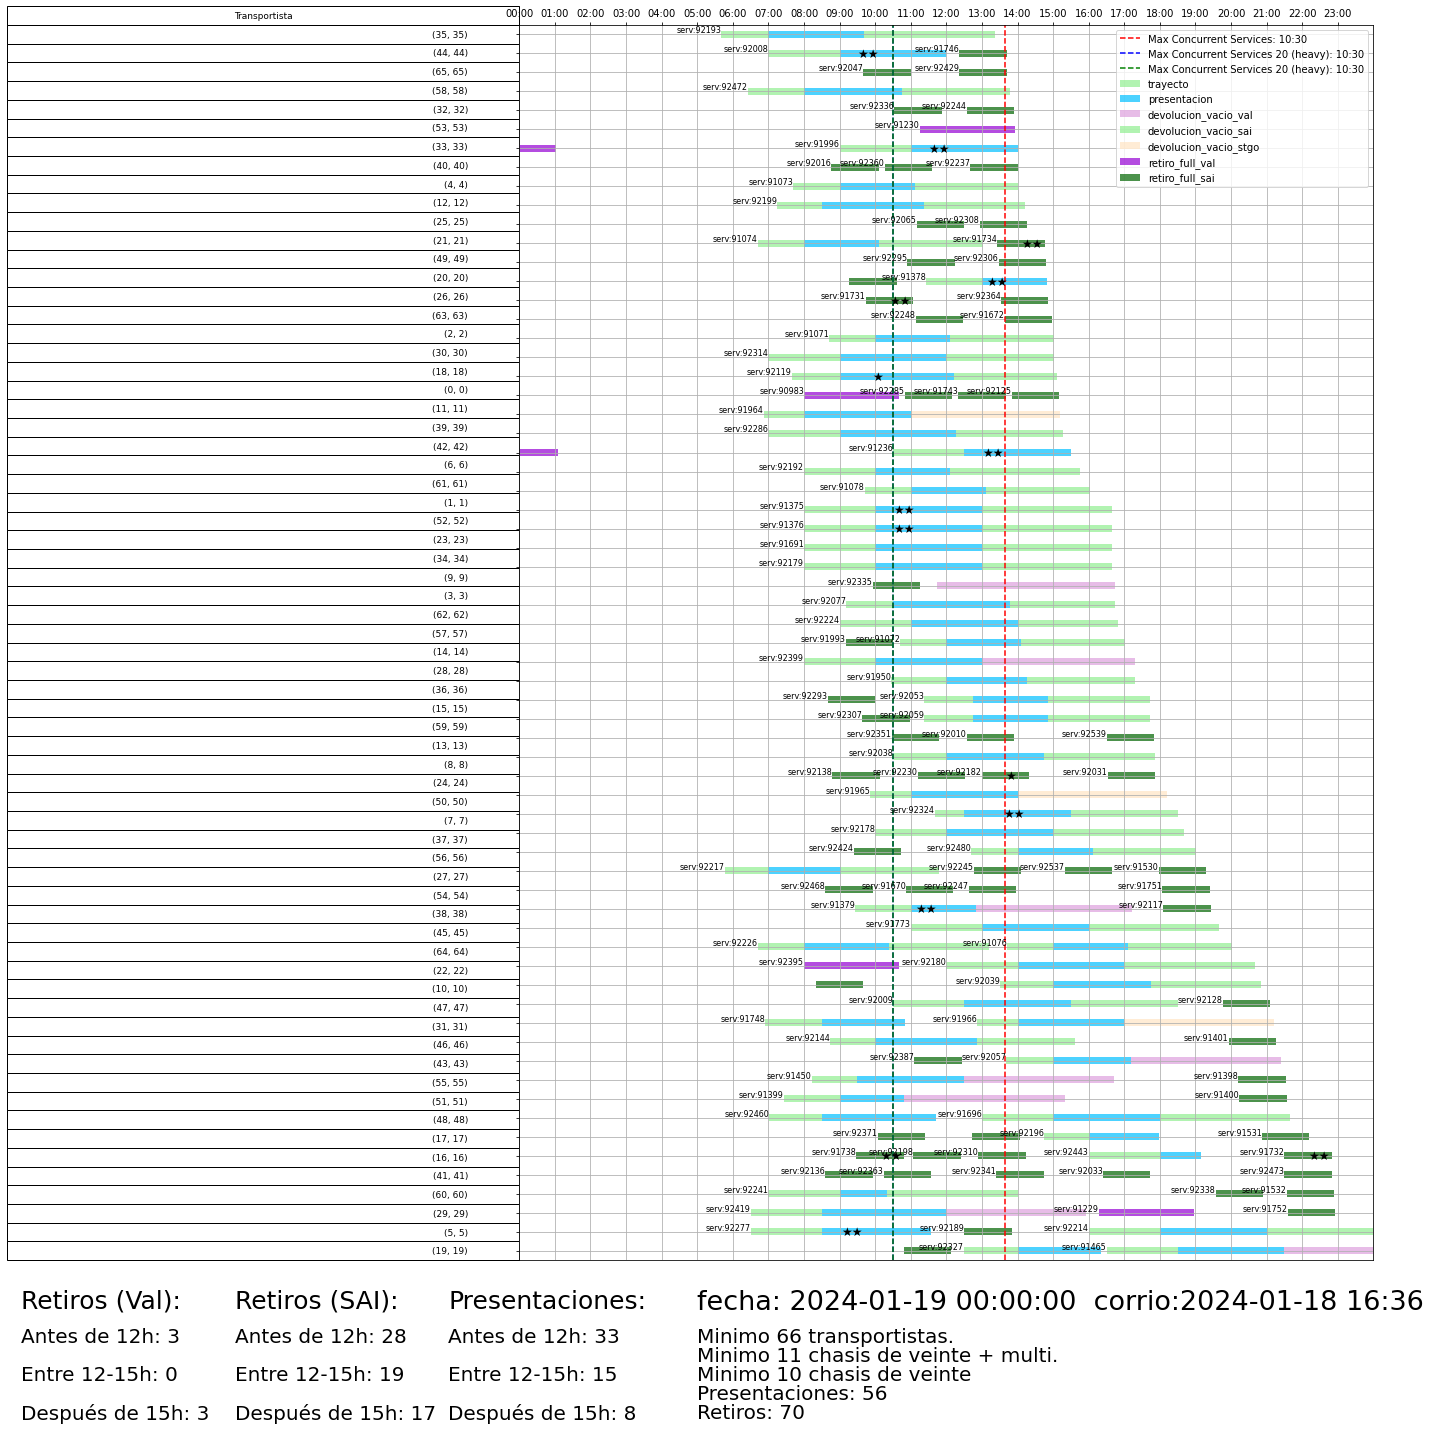 Transportista
00:00 01:00 02:00 03:00 04:00 05:00 06:00 07:00 08:00 09:00 10:00 11:00 12:00 13:00 14:00 15:00 16:00 17:00 18:00 19:00 20:00 21:00 22:00 23:00
Max Concurrent Services: 10:30
Max Concurrent Services 20 (heavy): 10:30
Max Concurrent Services 20 (heavy): 10:30
trayecto
presentacion
devolucion_vacio_val
devolucion_vacio_sai
devolucion_vacio_stgo
retiro_full_val
retiro_full_sai
(35, 35) serv:92193
(44, 44) serv:92008 serv:91746
(65, 65) serv:92047 serv:92429
(58, 58) serv:92472
(32, 32) serv:92336 serv:92244
(53, 53) serv:91230
(33, 33) serv:91996
(40, 40) serv:92016 serv:92360 serv:92237
(4, 4) serv:91073
(12, 12) serv:92199
(25, 25) serv:92065 serv:92308
(21, 21) serv:91074 serv:91734
(49, 49) serv:92295 serv:92306
(20, 20) serv:91378
(26, 26) serv:91731 serv:92364
(63, 63) serv:92248 serv:91672
(2, 2) serv:91071
(30, 30) serv:92314
(18, 18) serv:92119
(0, 0) serv:90983 serv:92285 serv:91743 serv:92125
(11, 11) serv:91964
(39, 39) serv:92286
(42, 42) serv:91236
(6, 6) serv:92192
(61, 61) serv:91078
(1, 1) serv:91375
(52, 52) serv:91376
(23, 23) serv:91691
(34, 34) serv:92179
(9, 9) serv:92335
(3, 3) serv:92077
(62, 62) serv:92224
(57, 57) serv:91993 serv:91072
(14, 14) serv:92399
(28, 28) serv:91950
(36, 36) serv:92293 serv:92053
(15, 15) serv:92307 serv:92059
(59, 59) serv:92351 serv:92010 serv:92539
(13, 13) serv:92038
(8, 8) serv:92138 serv:92230 serv:92182 serv:92031
(24, 24) serv:91965
(50, 50) serv:92324
(7, 7) serv:92178
(37, 37) serv:92424 serv:92480
(56, 56) serv:92217 serv:92245 serv:92537 serv:91530
(27, 27) serv:92468 serv:91670 serv:92247 serv:91751
(54, 54) serv:91379 serv:92117
(38, 38) serv:91773
(45, 45) serv:92226 serv:91076
(64, 64) serv:92395 serv:92180
(22, 22) serv:92039
(10, 10) serv:92009 serv:92128
(47, 47) serv:91748 serv:91966
(31, 31) serv:92144 serv:91401
(46, 46) serv:92387 serv:92057
(43, 43) serv:91450 serv:91398
(55, 55) serv:91399 serv:91400
(51, 51) serv:92460 serv:91696
(48, 48) serv:92371 serv:92196 serv:91531
(17, 17) serv:91738 serv:92198 serv:92310 serv:92443 serv:91732
(16, 16) serv:92136 serv:92363 serv:92341 serv:92033 serv:92473
(41, 41) serv:92241 serv:92338 serv:91532
(60, 60) serv:92419 serv:91229 serv:91752
(29, 29) serv:92277 serv:92189 serv:92214
(5, 5) serv:92327 serv:91465
(19, 19)
Retiros (Val): Retiros (SAI): Presentaciones: fecha: 2024-01-19 00:00:00 corrio:2024-01-18 16:36
Antes de 12h: 3 Antes de 12h: 28 Antes de 12h: 33 Minimo 66 transportistas.
Minimo 11 chasis de veinte + multi.
Entre 12-15h: 0 Entre 12-15h: 19 Entre 12-15h: 15 Minimo 10 chasis de veinte
Presentaciones: 56
Después de 15h: 3 Después de 15h: 17 Después de 15h: 8 Retiros: 70